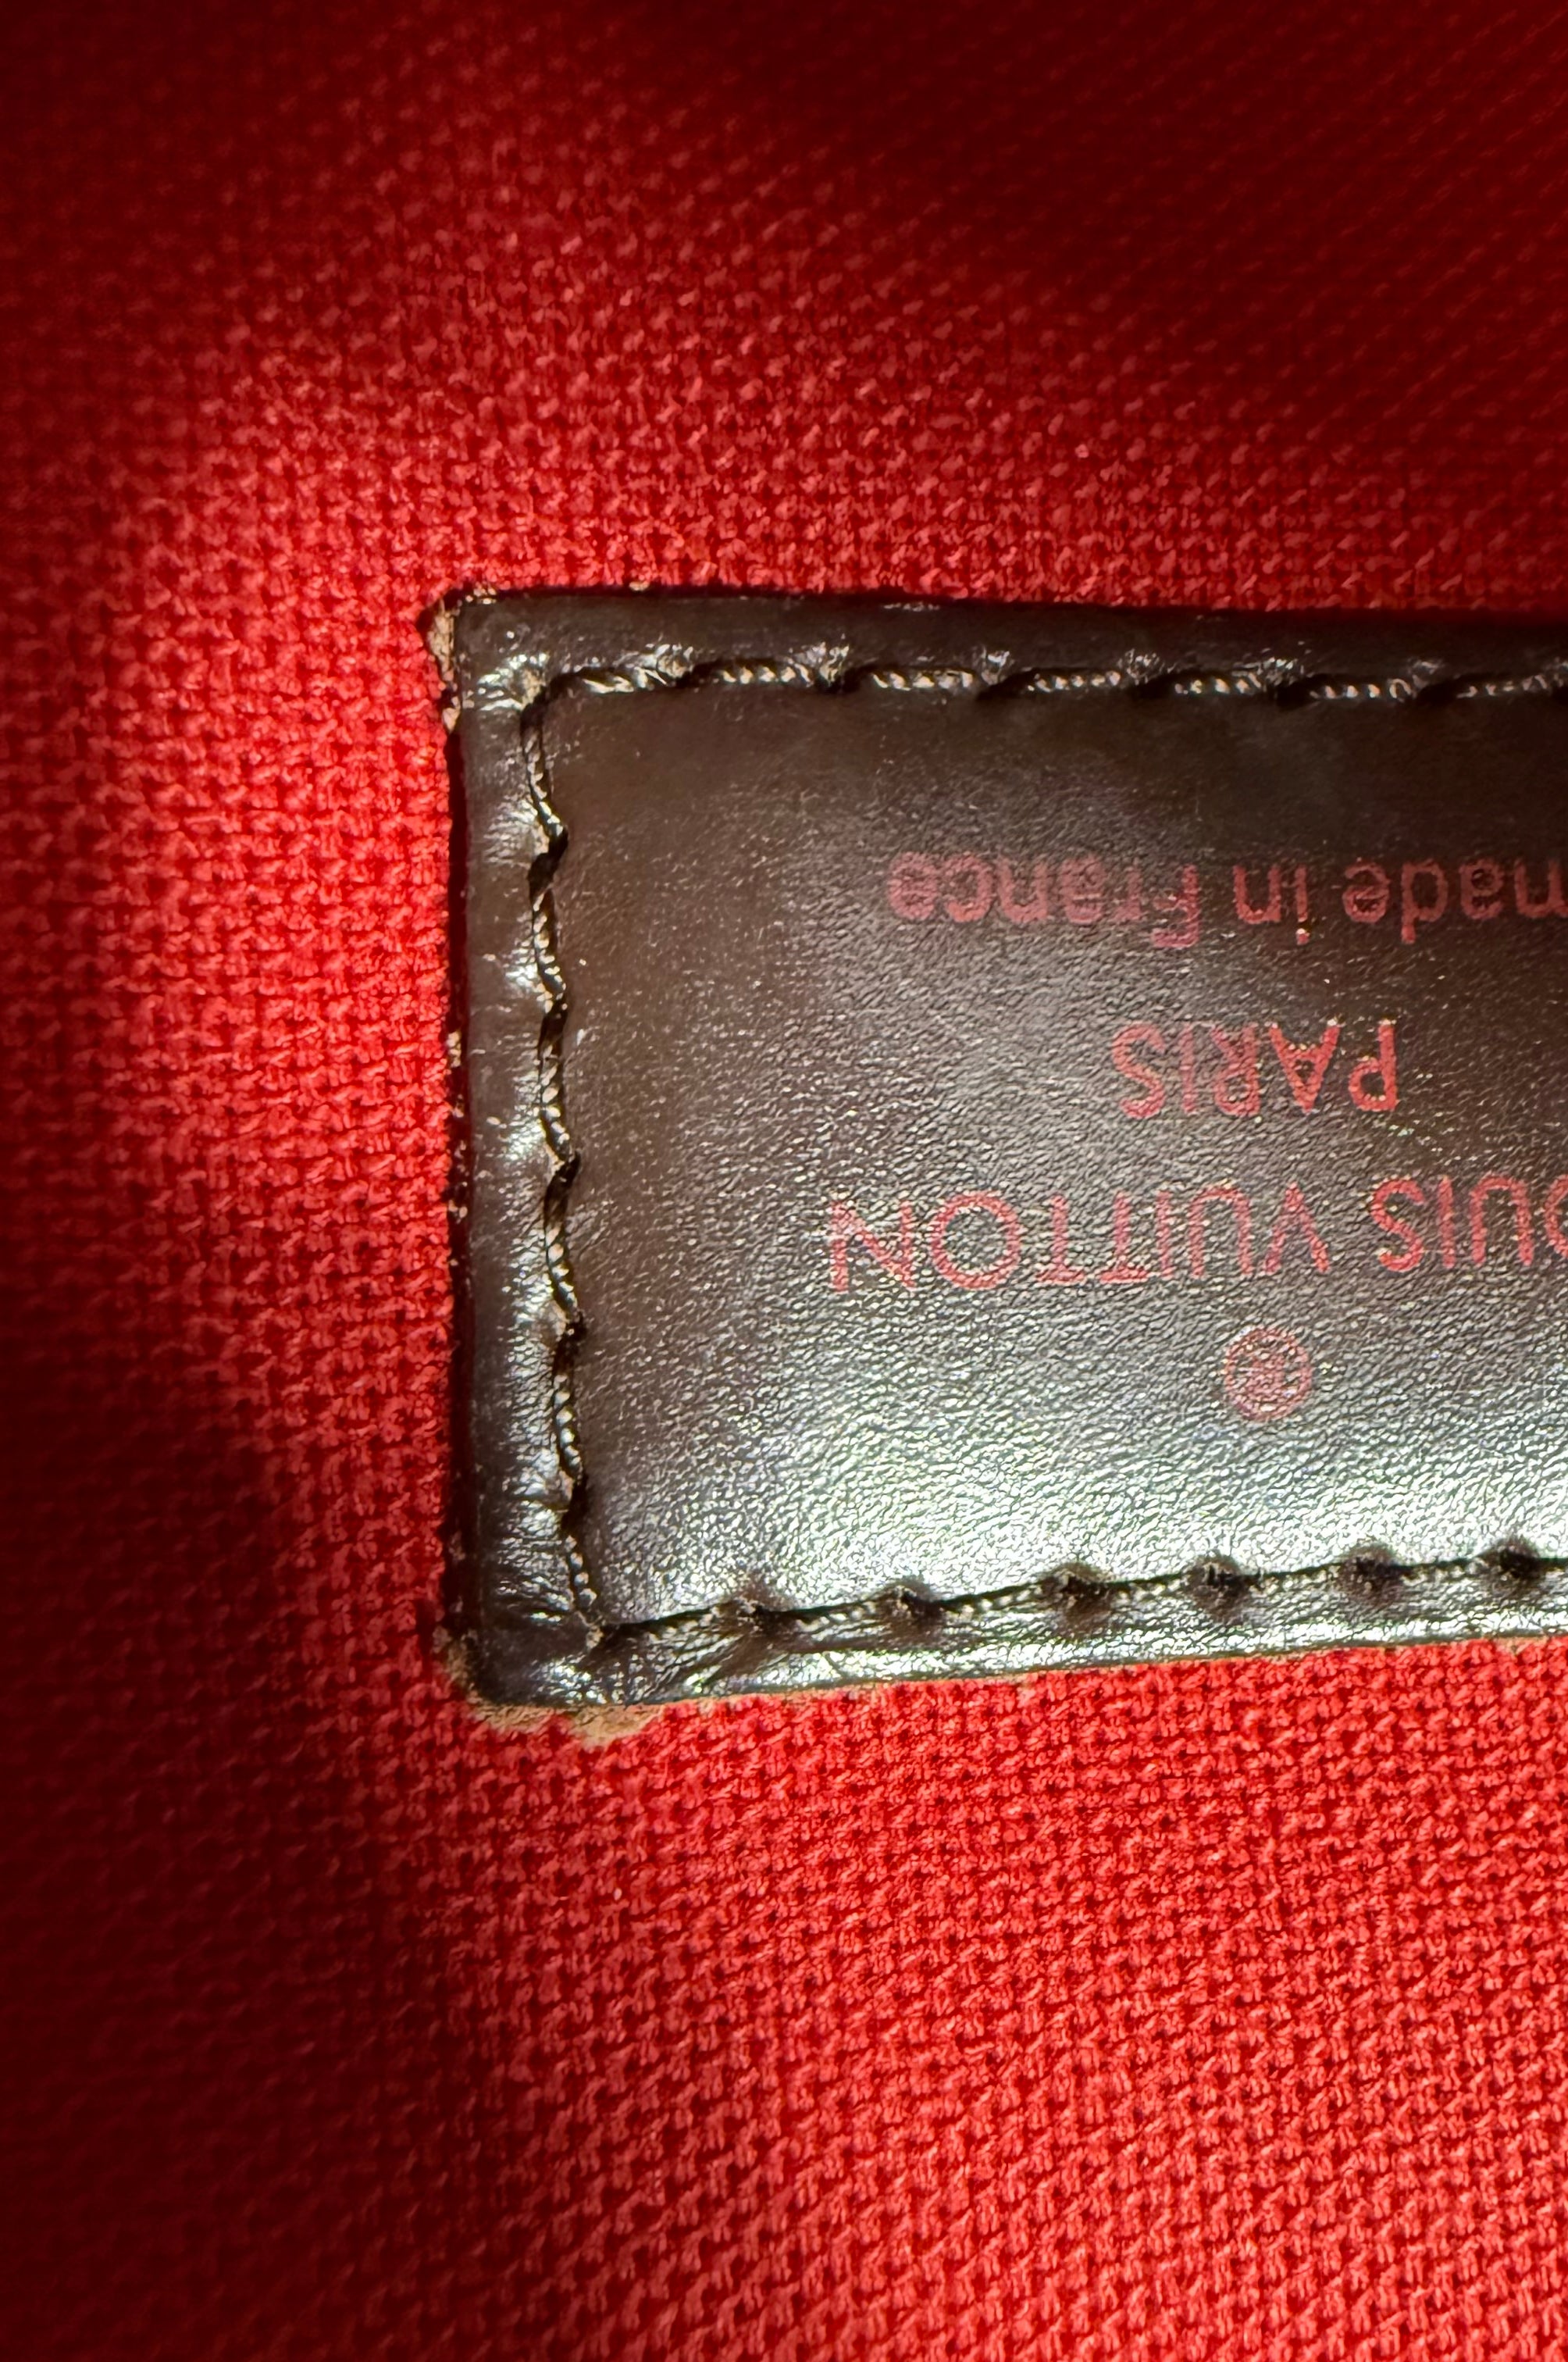 ®
OUIS VUITTON
PARIS
made in France